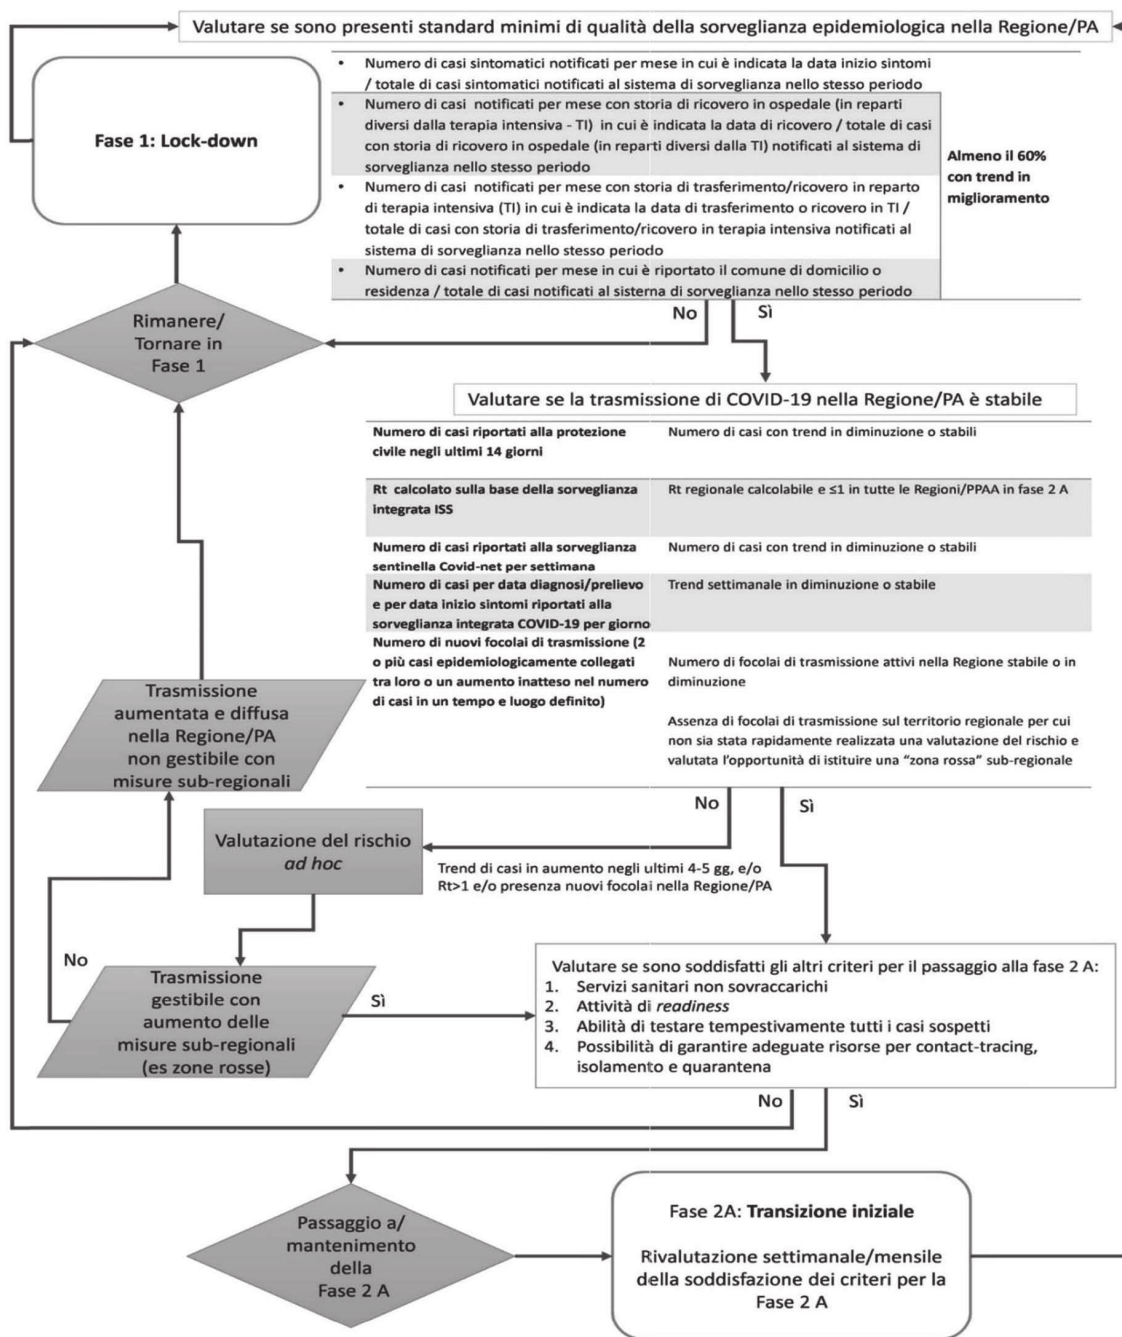 Valutare se sono presenti standard minimi di qualità della sorveglianza epidemiologica nella Regione/PA
Fase 1: Lock-down
• Numero di casi sintomatici notificati per mese in cui è indicata la data inizio sintomi
/ totale di casi sintomatici notificati al sistema di sorveglianza nello stesso periodo
• Numero di casi notificati per mese con storia di ricovero in ospedale (in reparti
diversi dalla terapia intensiva - TI) in cui è indicata la data di ricovero / totale di casi
con storia di ricovero in ospedale (in reparti diversi dalla TI) notificati al sistema di
sorveglianza nello stesso periodo
• Numero di casi notificati per mese con storia di trasferimento/ricovero in reparto
di terapia intensiva (TI) in cui è indicata la data di trasferimento o ricovero in TI /
totale di casi con storia di trasferimento/ricovero in terapia intensiva notificati al
sistema di sorveglianza nello stesso periodo
• Numero di casi notificati per mese in cui è riportato il comune di domicilio o
residenza / totale di casi notificati al sistema di sorveglianza nello stesso periodo
Almeno il 60%
con trend in
miglioramento
No
Sì
Rimanere/
Tornare in
Fase 1
Valutare se la trasmissione di COVID-19 nella Regione/PA è stabile
Numero di casi riportati alla protezione
civile negli ultimi 14 giorni
Numero di casi con trend in diminuzione o stabili
Rt calcolato sulla base della sorveglianza
integrata ISS
Rt regionale calcolabile e ≤1 in tutte le Regioni/PPAA in fase 2 A
Numero di casi riportati alla sorveglianza
sentinella Covid-net per settimana
Numero di casi con trend in diminuzione o stabili
Numero di casi per data diagnosi/prelievo
e per data inizio sintomi riportati alla
sorveglianza integrata COVID-19 per giorno
Trend settimanale in diminuzione o stabile
Numero di nuovi focolai di trasmissione (2
o più casi epidemiologicamente collegati
tra loro o un aumento inatteso nel numero
di casi in un tempo e luogo definito)
Numero di focolai di trasmissione attivi nella Regione stabile o in
diminuzione
Assenza di focolai di trasmissione sul territorio regionale per cui
non sia stata rapidamente realizzata una valutazione del rischio e
valutata l'opportunità di istituire una "zona rossa" sub-regionale
No
Sì
Trasmissione
aumentata e diffusa
nella Regione/PA
non gestibile con
misure sub-regionali
Valutazione del rischio
ad hoc
Trend di casi in aumento negli ultimi 4-5 gg, e/o
Rt>1 e/o presenza nuovi focolai nella Regione/PA
No
Trasmissione
gestibile con
aumento delle
misure sub-regionali
(es zone rosse)
Sì
Valutare se sono soddisfatti gli altri criteri per il passaggio alla fase 2 A:
1. Servizi sanitari non sovraccarichi
2. Attività di readiness
3. Abilità di testare tempestivamente tutti i casi sospetti
4. Possibilità di garantire adeguate risorse per contact-tracing,
isolamento e quarantena
No
Sì
Passaggio a/
mantenimento
della
Fase 2 A
Fase 2A: Transizione iniziale
Rivalutazione settimanale/mensile
della soddisfazione dei criteri per la
Fase 2 A